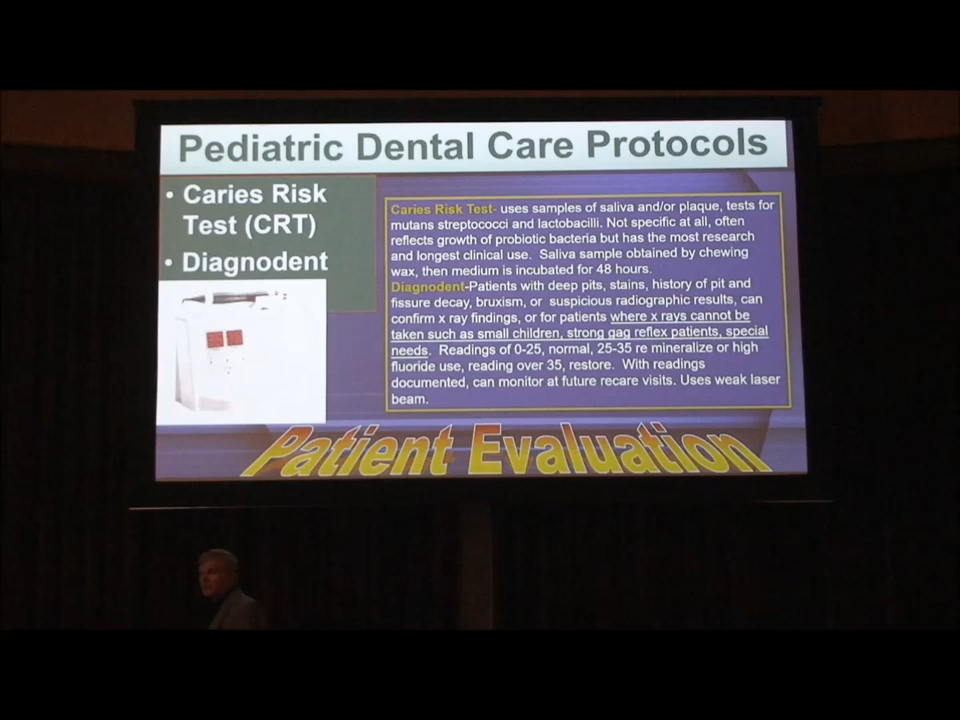 Pediatric Dental Care Protocols
• Caries Risk
Test (CRT)
• Diagnodent
Caries Risk Test- uses samples of saliva and/or plaque, tests for
mutans streptococci and lactobacilli. Not specific at all, often
reflects growth of probiotic bacteria but has the most research
and longest clinical use. Saliva sample obtained by chewing
wax, then medium is incubated for 48 hours.
Diagnodent-Patients with deep pits, stains, history of pit and
fissure decay, bruxism, or suspicious radiographic results, can
confirm x ray findings, or for patients where x rays cannot be
taken such as small children, strong gag reflex patients, special
needs. Readings of 0-25, normal, 25-35 re mineralize or high
fluoride use, reading over 35, restore. With readings
documented, can monitor at future recare visits. Uses weak laser
beam.
Patient Evaluation